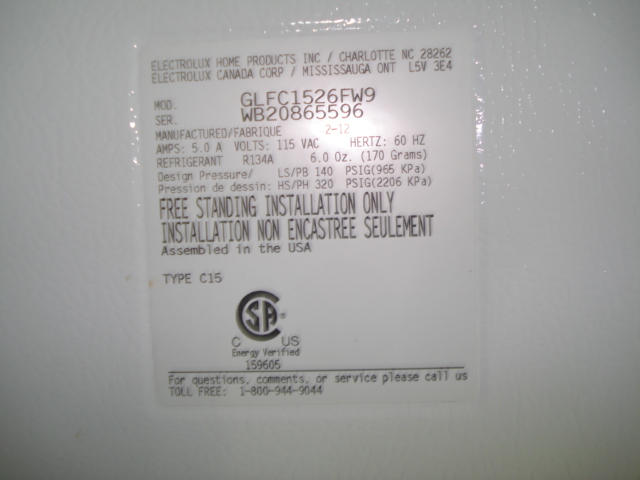 ELECTROLUX HOME PRODUCTS INC / CHARLOTTE NC 28262
ELECTROLUX CANADA CORP / MISSISSAUGA ONT L5V 3E4
MOD. GLFC1526FW9
SER. WB20865596
MANUFACTURED/FABRIQUE 2-12
AMPS: 5.0 A VOLTS: 115 VAC HERTZ: 60 HZ
REFRIGERANT R134A 6.0 Oz. (170 Grams)
Design Pressure/ LS/PB 140 PSIG(965 KPa)
Pression de dessin: HS/PH 320 PSIG(2206 KPa)
FREE STANDING INSTALLATION ONLY
INSTALLATION NON ENCASTREE SEULEMENT
Assembled in the USA
TYPE C15
SA®
C US
Energy Verified
159605
For questions, comments, or service please call us
TOLL FREE: 1-800-944-9044